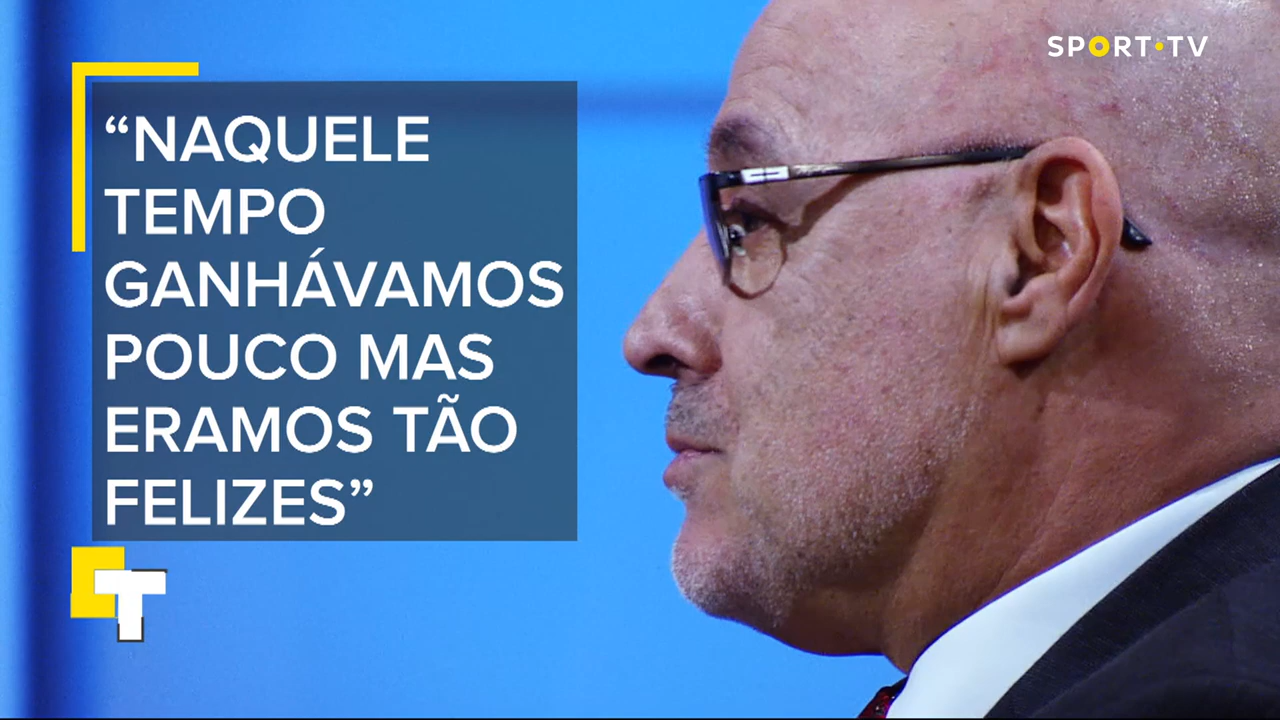 SPORT•TV
“NAQUELE
TEMPO
GANHÁVAMOS
POUCO MAS
ERAMOS TÃO
FELIZES”
T